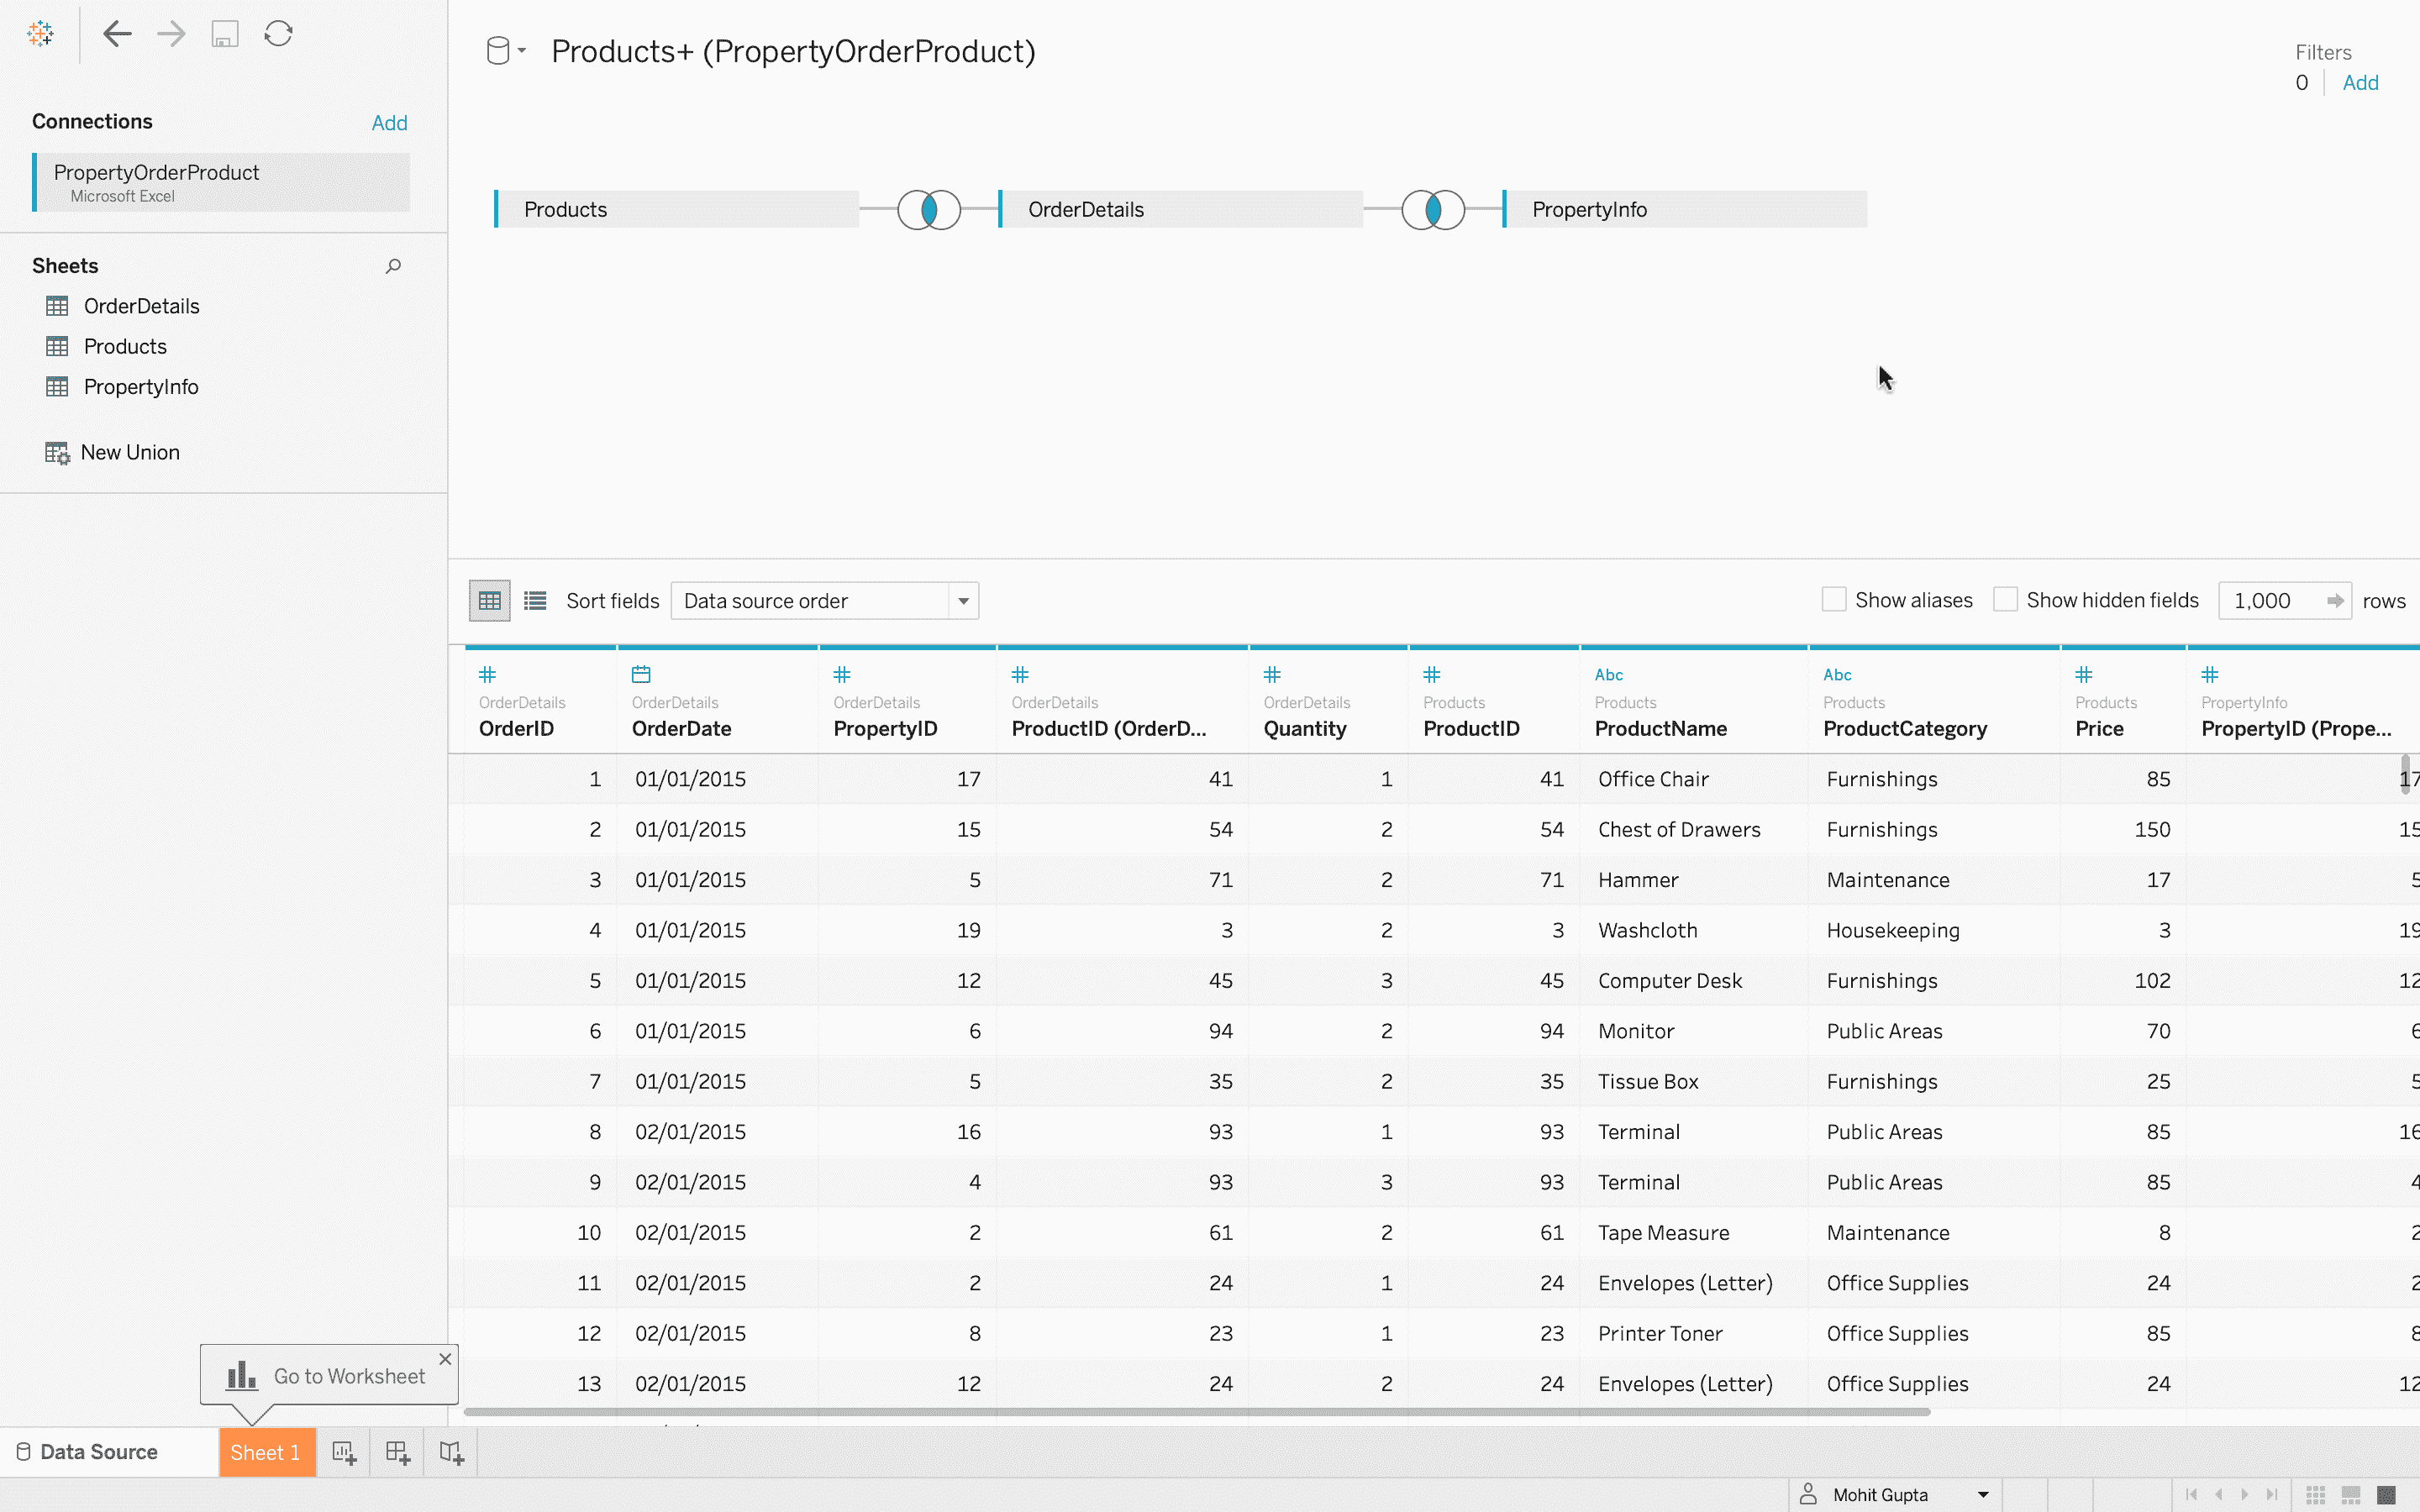 Products+ (PropertyOrderProduct)
Filters
0 Add
Connections Add
PropertyOrderProduct
Microsoft Excel
Products OrderDetails PropertyInfo
Sheets
OrderDetails
Products
PropertyInfo
New Union
Sort fields Data source order Show aliases Show hidden fields 1,000 rows
Abc Abc
OrderDetails OrderDetails OrderDetails OrderDetails OrderDetails Products Products Products Products PropertyInfo
OrderID OrderDate PropertyID ProductID (OrderD... Quantity ProductID ProductName ProductCategory Price PropertyID (Prope...
1 01/01/2015 17 41 1 41 Office Chair Furnishings 85 17
2 01/01/2015 15 54 2 54 Chest of Drawers Furnishings 150 15
3 01/01/2015 5 71 2 71 Hammer Maintenance 17 5
4 01/01/2015 19 3 2 3 Washcloth Housekeeping 3 19
5 01/01/2015 12 45 3 45 Computer Desk Furnishings 102 12
6 01/01/2015 6 94 2 94 Monitor Public Areas 70 6
7 01/01/2015 5 35 2 35 Tissue Box Furnishings 25 5
8 02/01/2015 16 93 1 93 Terminal Public Areas 85 16
9 02/01/2015 4 93 3 93 Terminal Public Areas 85 4
10 02/01/2015 2 61 2 61 Tape Measure Maintenance 8 2
11 02/01/2015 2 24 1 24 Envelopes (Letter) Office Supplies 24 2
12 02/01/2015 8 23 1 23 Printer Toner Office Supplies 85 8
13 02/01/2015 12 24 2 24 Envelopes (Letter) Office Supplies 24 12
Go to Worksheet
Data Source Sheet 1
Mohit Gupta